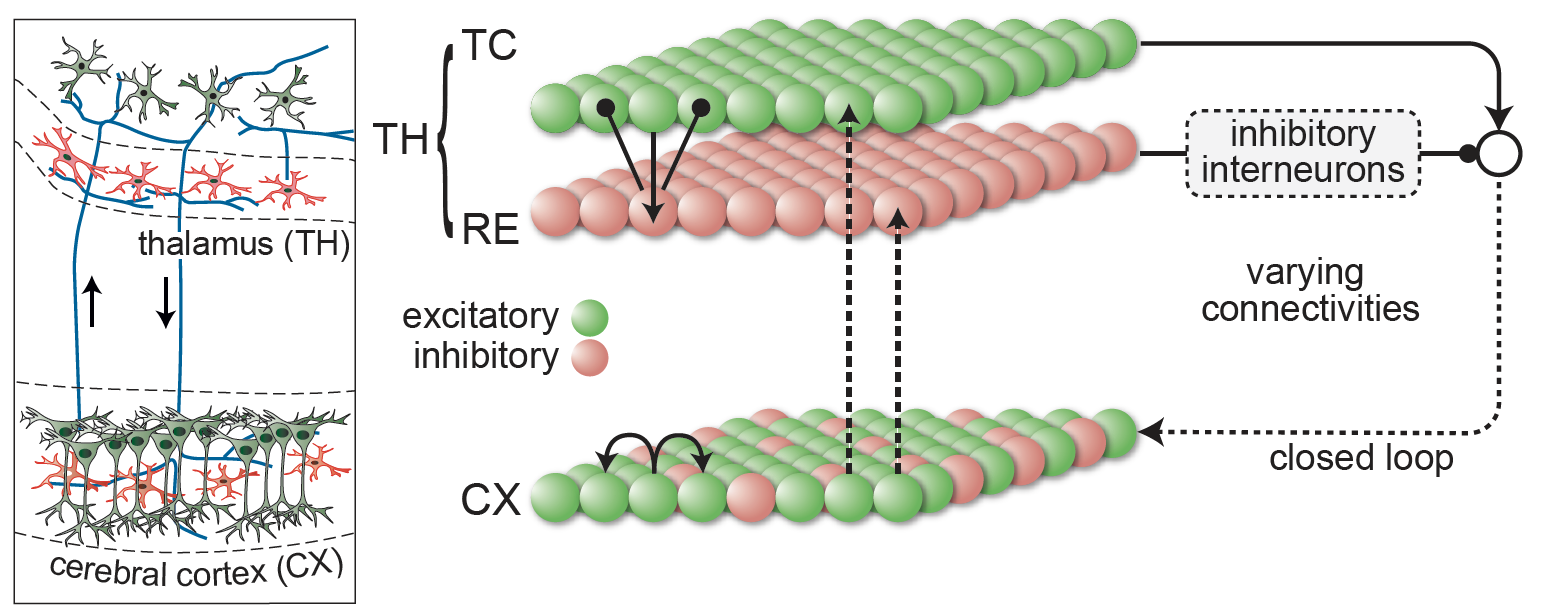 thalamus (TH)
cerebral cortex (CX)
TH
TC
RE
excitatory
inhibitory
CX
inhibitory
interneurons
varying
connectivities
closed loop